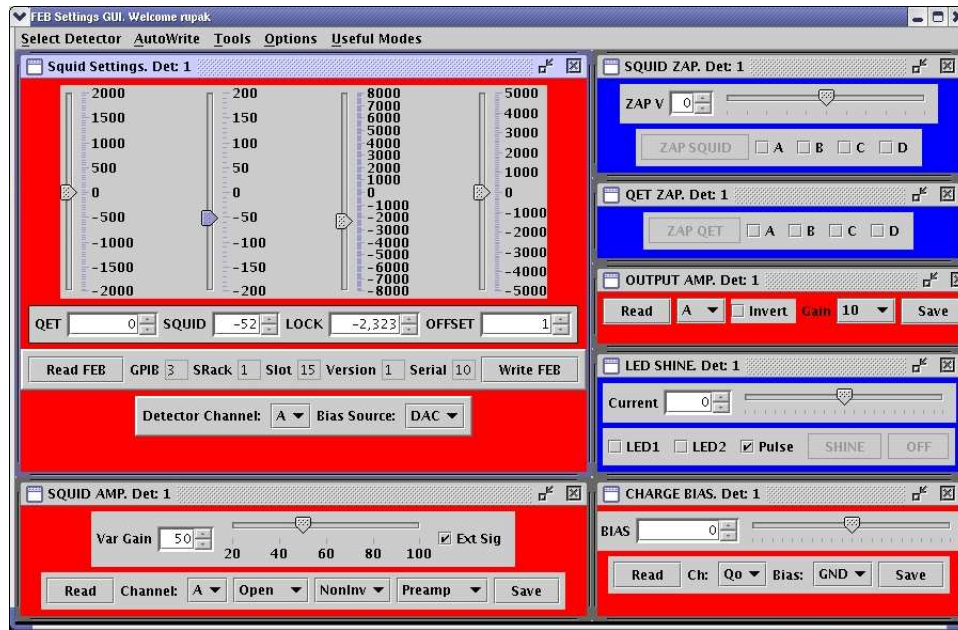 FEB Settings GUI. Welcome rupak
Select Detector AutoWrite Tools Options Useful Modes
Squid Settings. Det: 1
2000 200 8000 5000
1500 150 7000 4000
1000 100 6000 3000
500 50 5000 2000
0 0 4000 1000
-500 -50 3000 0
-1000 -100 2000 -1000
-1500 -150 1000 -2000
-2000 -200 0 -3000
-1000 -4000
-2000 -5000
-3000
-4000
-5000
-6000
-7000
-8000
QET 0 SQUID -52 LOCK -2,323 OFFSET 1
Read FEB GPIB 3 SRack 1 Slot 15 Version 1 Serial 10 Write FEB
Detector Channel: A Bias Source: DAC
SQUID AMP. Det: 1
Var Gain 50 20 40 60 80 100 Ext Sig
Read Channel: A Open NonInv Preamp Save
SQUID ZAP. Det: 1
ZAP V 0
ZAP SQUID A B C D
QET ZAP. Det: 1
ZAP QET A B C D
OUTPUT AMP. Det: 1
Read A Invert Gain 10 Save
LED SHINE. Det: 1
Current 0
LED1 LED2 Pulse SHINE OFF
CHARGE BIAS. Det: 1
BIAS 0
Read Ch: Qo Bias: GND Save